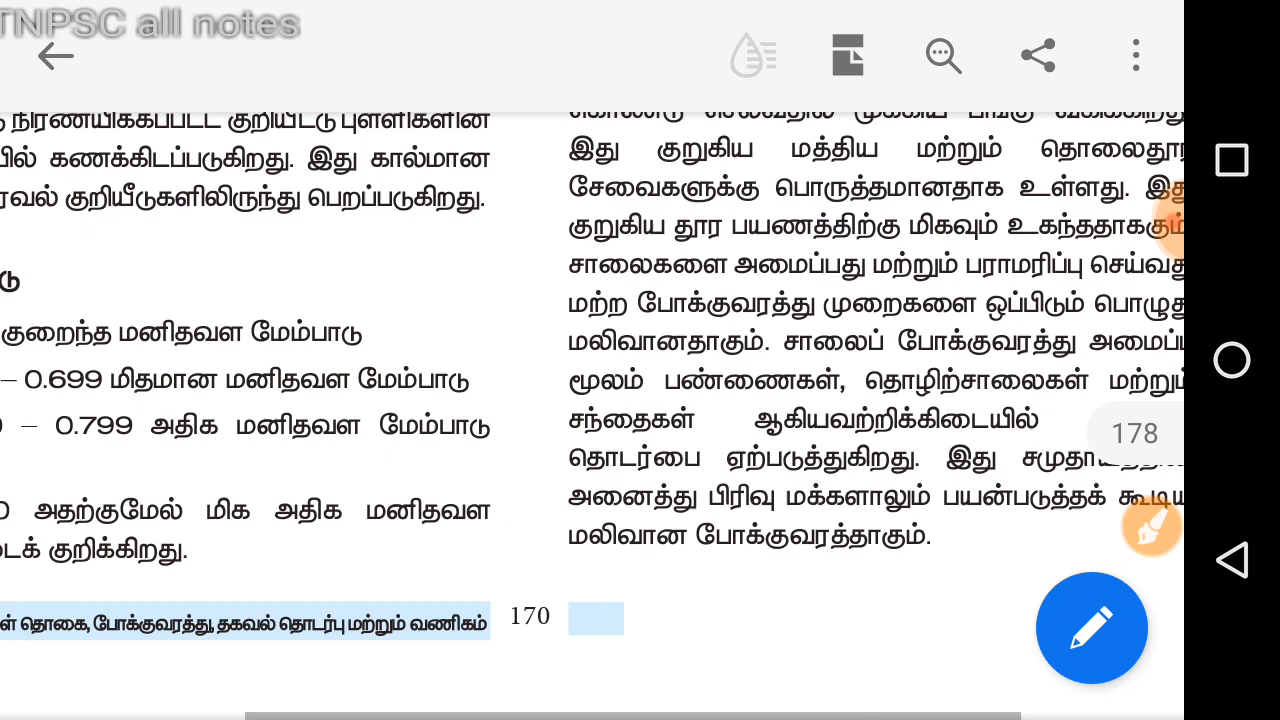 TNPSC all notes
நிர்ணயிக்கப்பட்ட குறியீட்டு புள்ளிகளின்
கணக்கிடப்படுகிறது. இது கால்மான
குறியீடுகளிலிருந்து பெறப்படுகிறது.
குறைந்த மனிதவள மேம்பாடு
– 0.699 மிதமான மனிதவள மேம்பாடு
– 0.799 அதிக மனிதவள மேம்பாடு
அதற்குமேல் மிக அதிக மனிதவள
குறிக்கிறது.
இது குறுகிய மத்திய மற்றும் தொலைதூர
சேவைகளுக்கு பொருத்தமானதாக உள்ளது. இது
குறுகிய தூர பயணத்திற்கு மிகவும் உகந்ததாககும்
சாலைகளை அமைப்பது மற்றும் பராமரிப்பு செய்வது
மற்ற போக்குவரத்து முறைகளை ஒப்பிடும் பொழுது
மலிவானதாகும். சாலைப் போக்குவரத்து அமைப்பு
மூலம் பண்ணைகள், தொழிற்சாலைகள் மற்றும்
சந்தைகள் ஆகியவற்றிக்கிடையில்
178
தொடர்பை ஏற்படுத்துகிறது. இது
அனைத்து பிரிவு மக்களாலும் பயன்படுத்தக் கூடிய
மலிவான போக்குவரத்தாகும்.
தொகை, போக்குவரத்து, தகவல் தொடர்பு மற்றும் வணிகம்
170